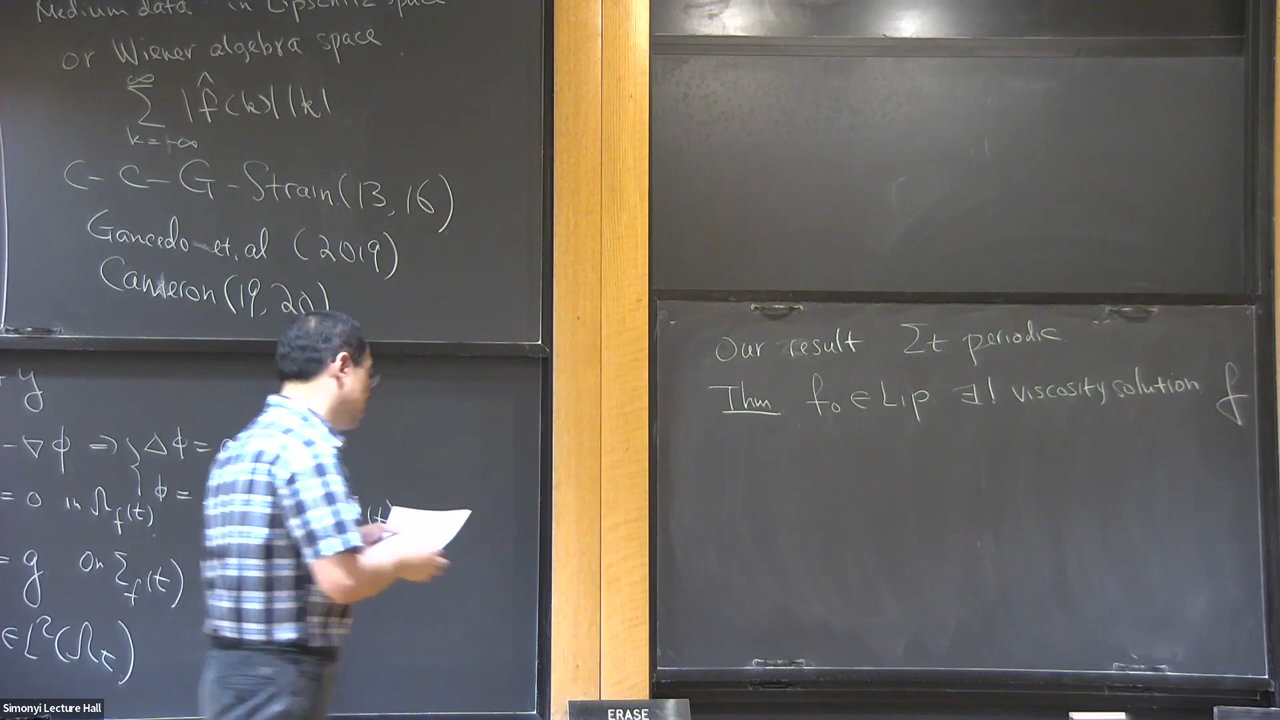 Medium data in Lipschitz space
or Wiener algebra space
∞
∑ |f̂(k)||k|
k=-∞
C-C-G-Strain(13,16)
Gancedo et.al (2019)
Cameron(19,20)
y
-∇ϕ ⇒ { Δϕ =
= 0 in Ω_f(t) ϕ =
= g on Σ_f(t)
∈ L²(Ω_t)
Our result Σt periodic
Thm f₀ ∈ Lip ∃! viscosity solution f
ERASE
Simonyi Lecture Hall